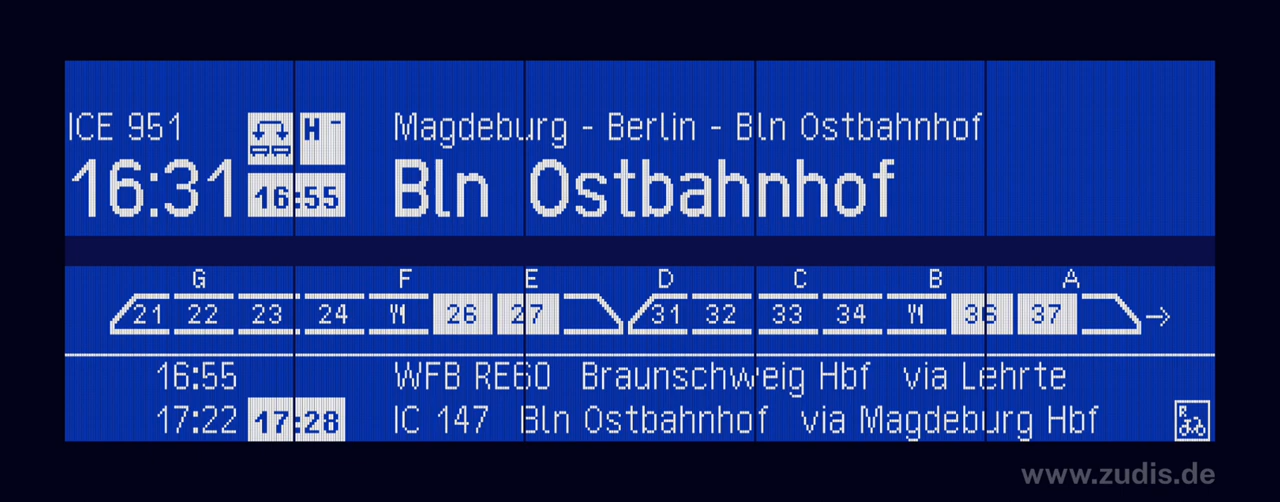 ICE 951
H -
Magdeburg - Berlin - Bln Ostbahnhof
16:31
16:55
Bln Ostbahnhof
G F E D C B A
21 22 23 24 26 27 31 32 33 34 36 37
16:55 WFB RE60 Braunschweig Hbf via Lehrte
17:22 17:28 IC 147 Bln Ostbahnhof via Magdeburg Hbf
R
www.zudis.de